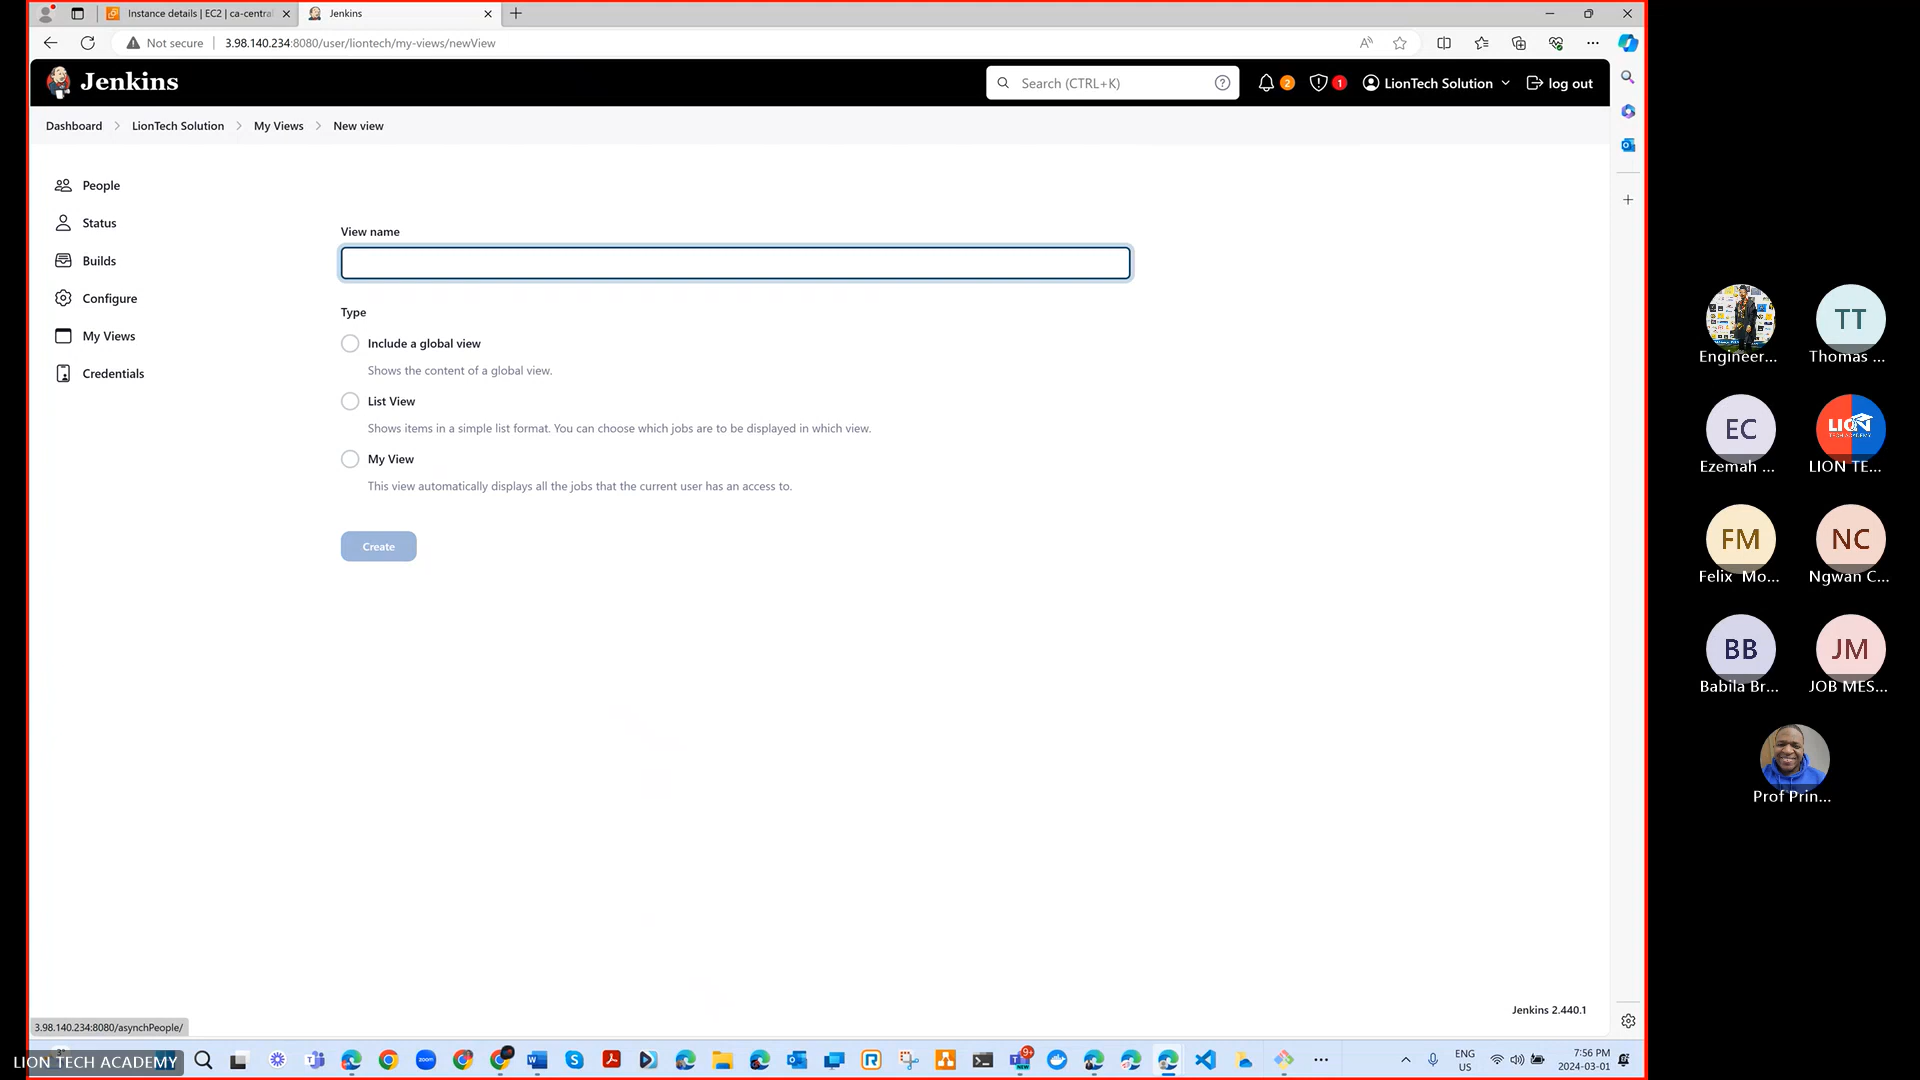 Instance details | EC2 | ca-central
Jenkins
Not secure
3.98.140.234:8080/user/liontech/my-views/newView
Jenkins
Search (CTRL+K)
2
1
LionTech Solution
log out
Dashboard
LionTech Solution
My Views
New view
People
Status
Builds
Configure
My Views
Credentials
View name
Type
Include a global view
Shows the content of a global view.
List View
Shows items in a simple list format. You can choose which jobs are to be displayed in which view.
My View
This view automatically displays all the jobs that the current user has an access to.
Create
Jenkins 2.440.1
3.98.140.234:8080/asynchPeople/
LION TECH ACADEMY
ENG
US
7:56 PM
2024-03-01
Engineer...
TT
Thomas ...
EC
Ezemah ...
LION
TECH ACADEMY
LION TE...
FM
Felix Mo...
NC
Ngwan C...
BB
Babila Br...
JM
JOB MES...
Prof Prin...